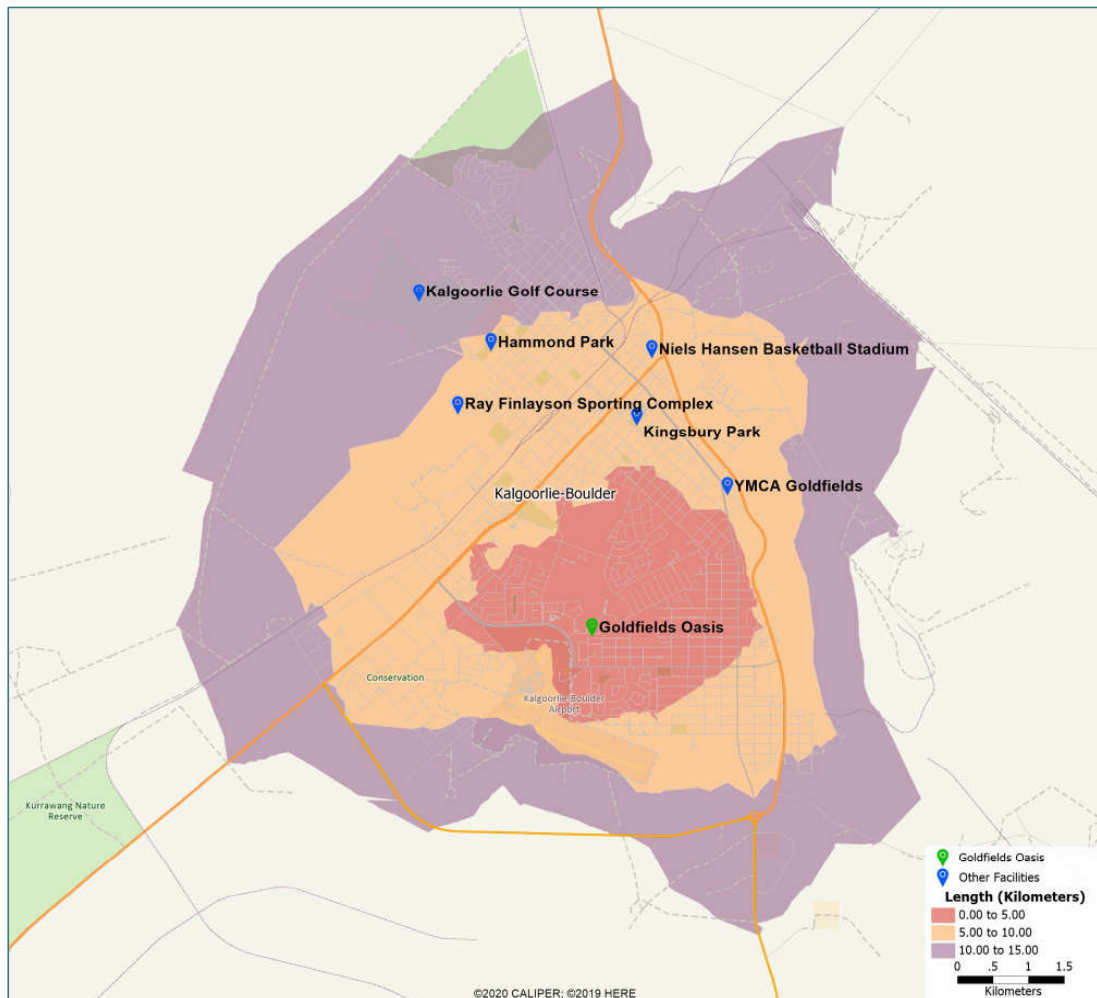 Kalgoorlie Golf Course
Hammond Park
Niels Hansen Basketball Stadium
Ray Finlayson Sporting Complex
Kingsbury Park
YMCA Goldfields
Kalgoorlie-Boulder
Goldfields Oasis
Conservation
Kalgoorlie-Boulder
Airport
Kurrawang Nature
Reserve
Goldfields Oasis
Other Facilities
Length (Kilometers)
0.00 to 5.00
5.00 to 10.00
10.00 to 15.00
0 .5 1 1.5
Kilometers
©2020 CALIPER; ©2019 HERE